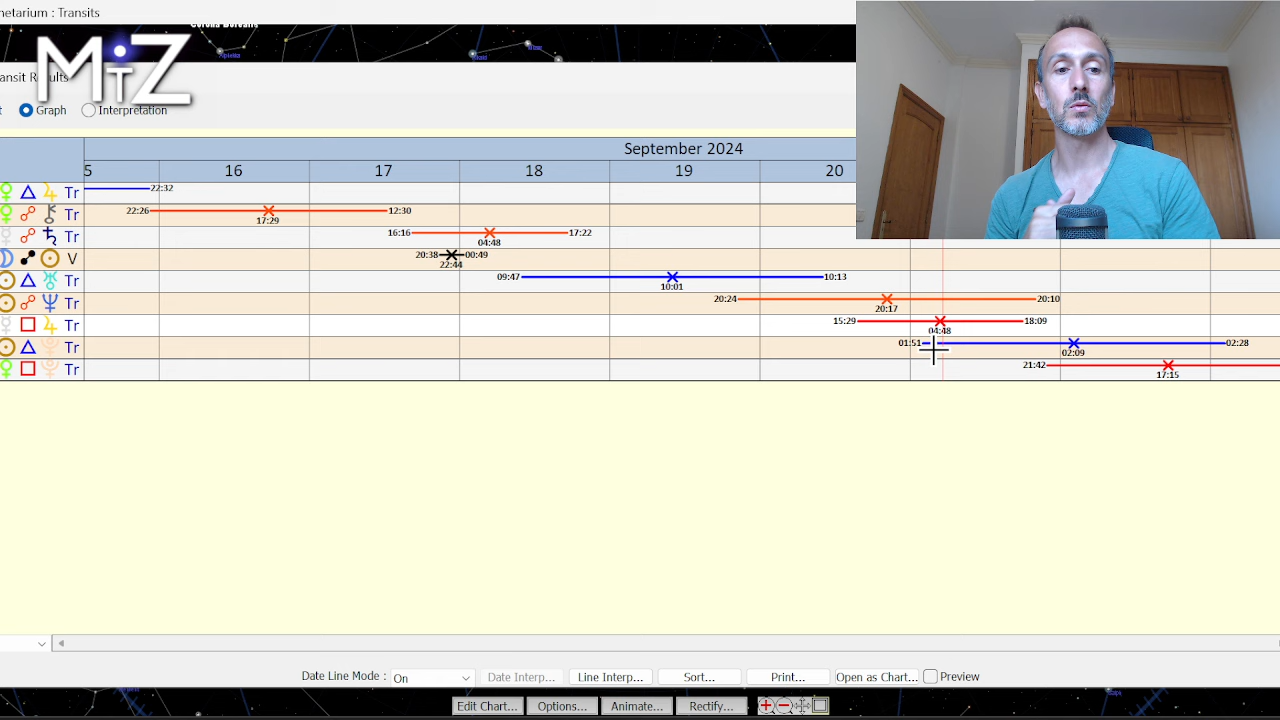 netarium : Transits
MTiZ
ansit Results
t Graph Interpretation
September 2024
5 16 17 18 19 20
Tr 22:32
Tr 22:26 17:29 12:30
Tr 16:16 04:48 17:22
V 20:38 22:44 00:49
Tr 09:47 10:01 10:13
Tr 20:24 20:17 20:10
Tr 15:29 04:48 18:09
Tr 01:51 02:09 02:28
Tr 21:42 17:15
Date Line Mode : On Date Interp... Line Interp... Sort... Print... Open as Chart... Preview
Edit Chart... Options... Animate... Rectify...